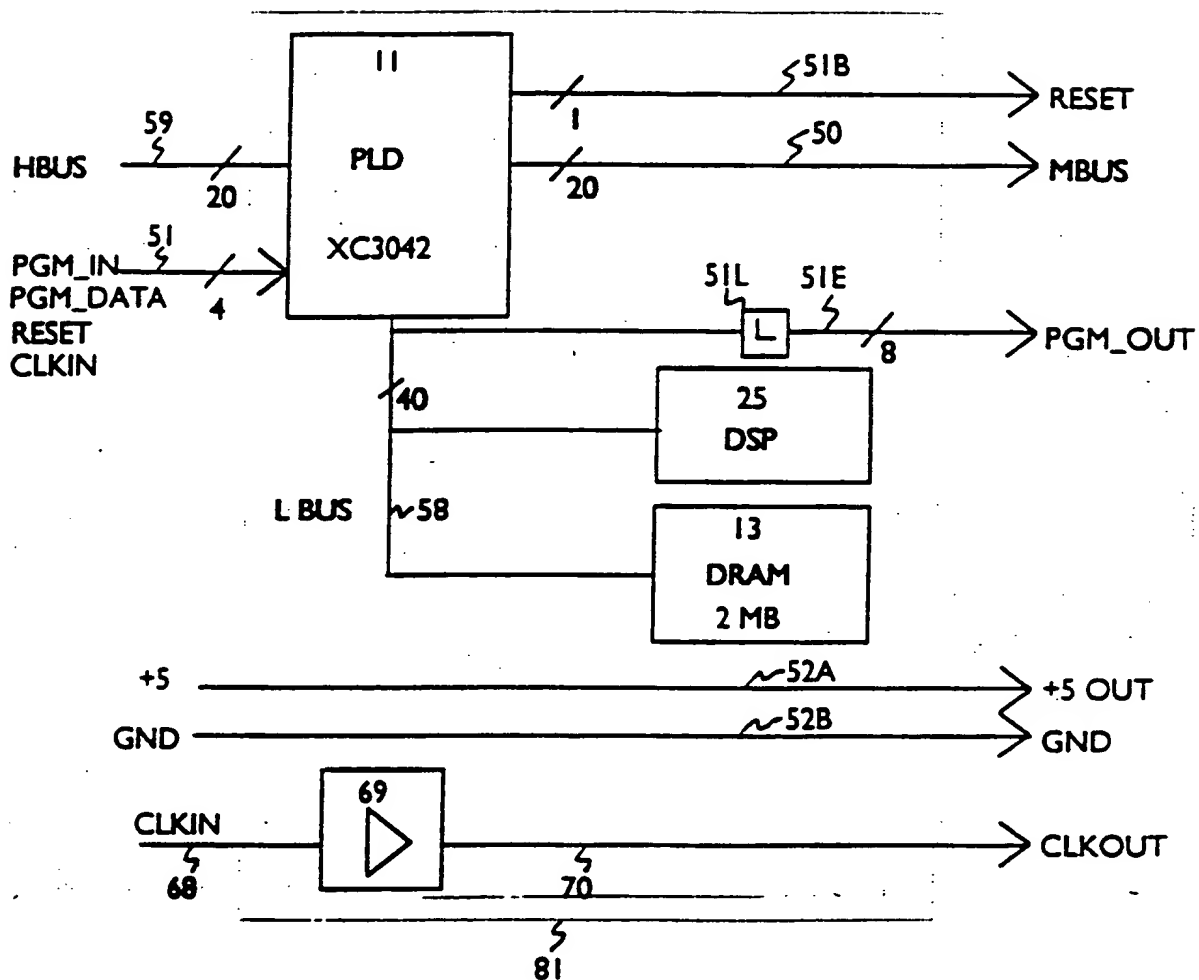 11
51B
RESET
1
59
HBUS
20
PLD
50
20
MBUS
XC3042
51
PGM_IN
PGM_DATA
RESET
CLKIN
4
51L
51E
L
8
PGM_OUT
40
25
DSP
L BUS
58
13
DRAM
2 MB
+5
52A
+5 OUT
GND
52B
GND
69
CLKIN
68
70
CLKOUT
81